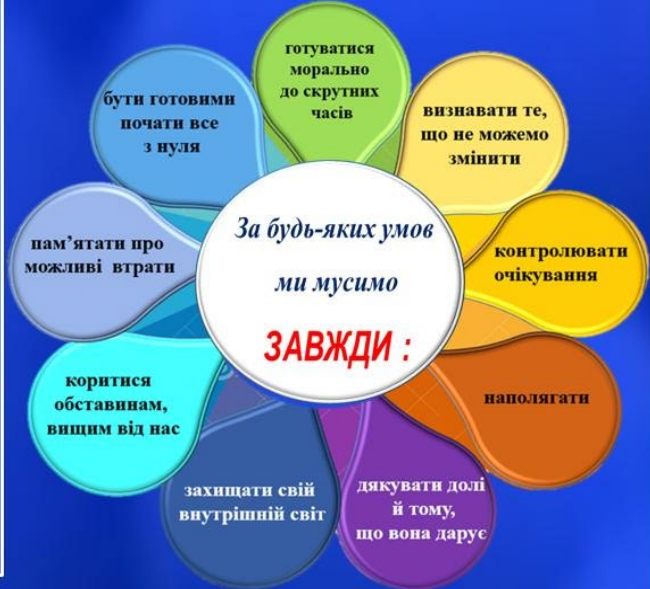 За будь-яких умов
ми мусимо
ЗАВЖДИ :
готуватися
морально
до скрутних
часів
визнавати те,
що не можемо
змінити
контролювати
очікування
наполягати
дякувати долі
й тому,
що вона дарує
захищати свій
внутрішній світ
коритися
обставинам,
вищим від нас
пам’ятати про
можливі втрати
бути готовими
почати все
з нуля